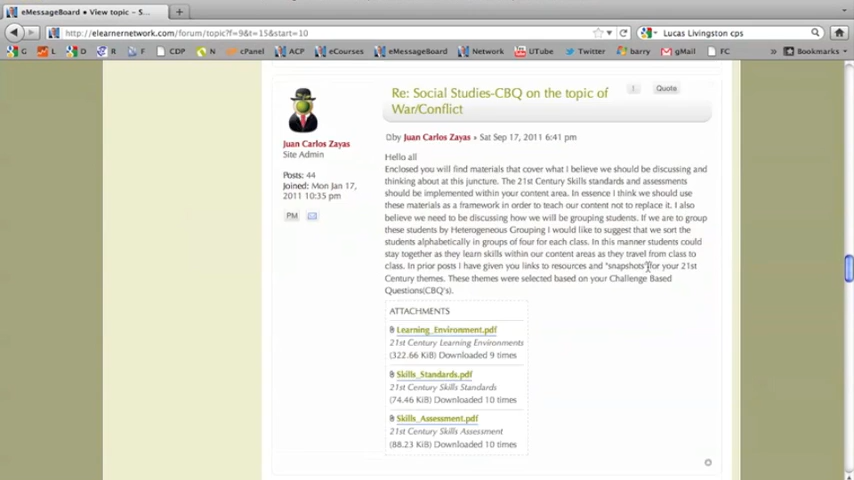 eMessageBoard • View topic – S...
http://elearnernetwork.com/forum/topic?f=9&t=15&start=10
Lucas Livingston cps
G L D R CDP N cPanel ACP eCourses eMessageBoard Network UTube Twitter barry gMail FC » Bookmarks
Re: Social Studies-CBQ on the topic of
War/Conflict
! Quote
by Juan Carlos Zayas » Sat Sep 17, 2011 6:41 pm
Juan Carlos Zayas
Site Admin
Posts: 44
Joined: Mon Jan 17,
2011 10:35 pm
PM
Hello all
Enclosed you will find materials that cover what I believe we should be discussing and
thinking about at this juncture. The 21st Century Skills standards and assessments
should be implemented within your content area. In essence I think we should use
these materials as a framework in order to teach our content not to replace it. I also
believe we need to be discussing how we will be grouping students. If we are to group
these students by Heterogeneous Grouping I would like to suggest that we sort the
students alphabetically in groups of four for each class. In this manner students could
stay together as they learn skills within our content areas as they travel from class to
class. In prior posts I have given you links to resources and "snapshots" for your 21st
Century themes. These themes were selected based on your Challenge Based
Questions(CBQ's).
ATTACHMENTS
Learning_Environment.pdf
21st Century Learning Environments
(322.66 KiB) Downloaded 9 times
Skills_Standards.pdf
21st Century Skills Standards
(74.46 KiB) Downloaded 10 times
Skills_Assessment.pdf
21st Century Skills Assessment
(88.23 KiB) Downloaded 10 times